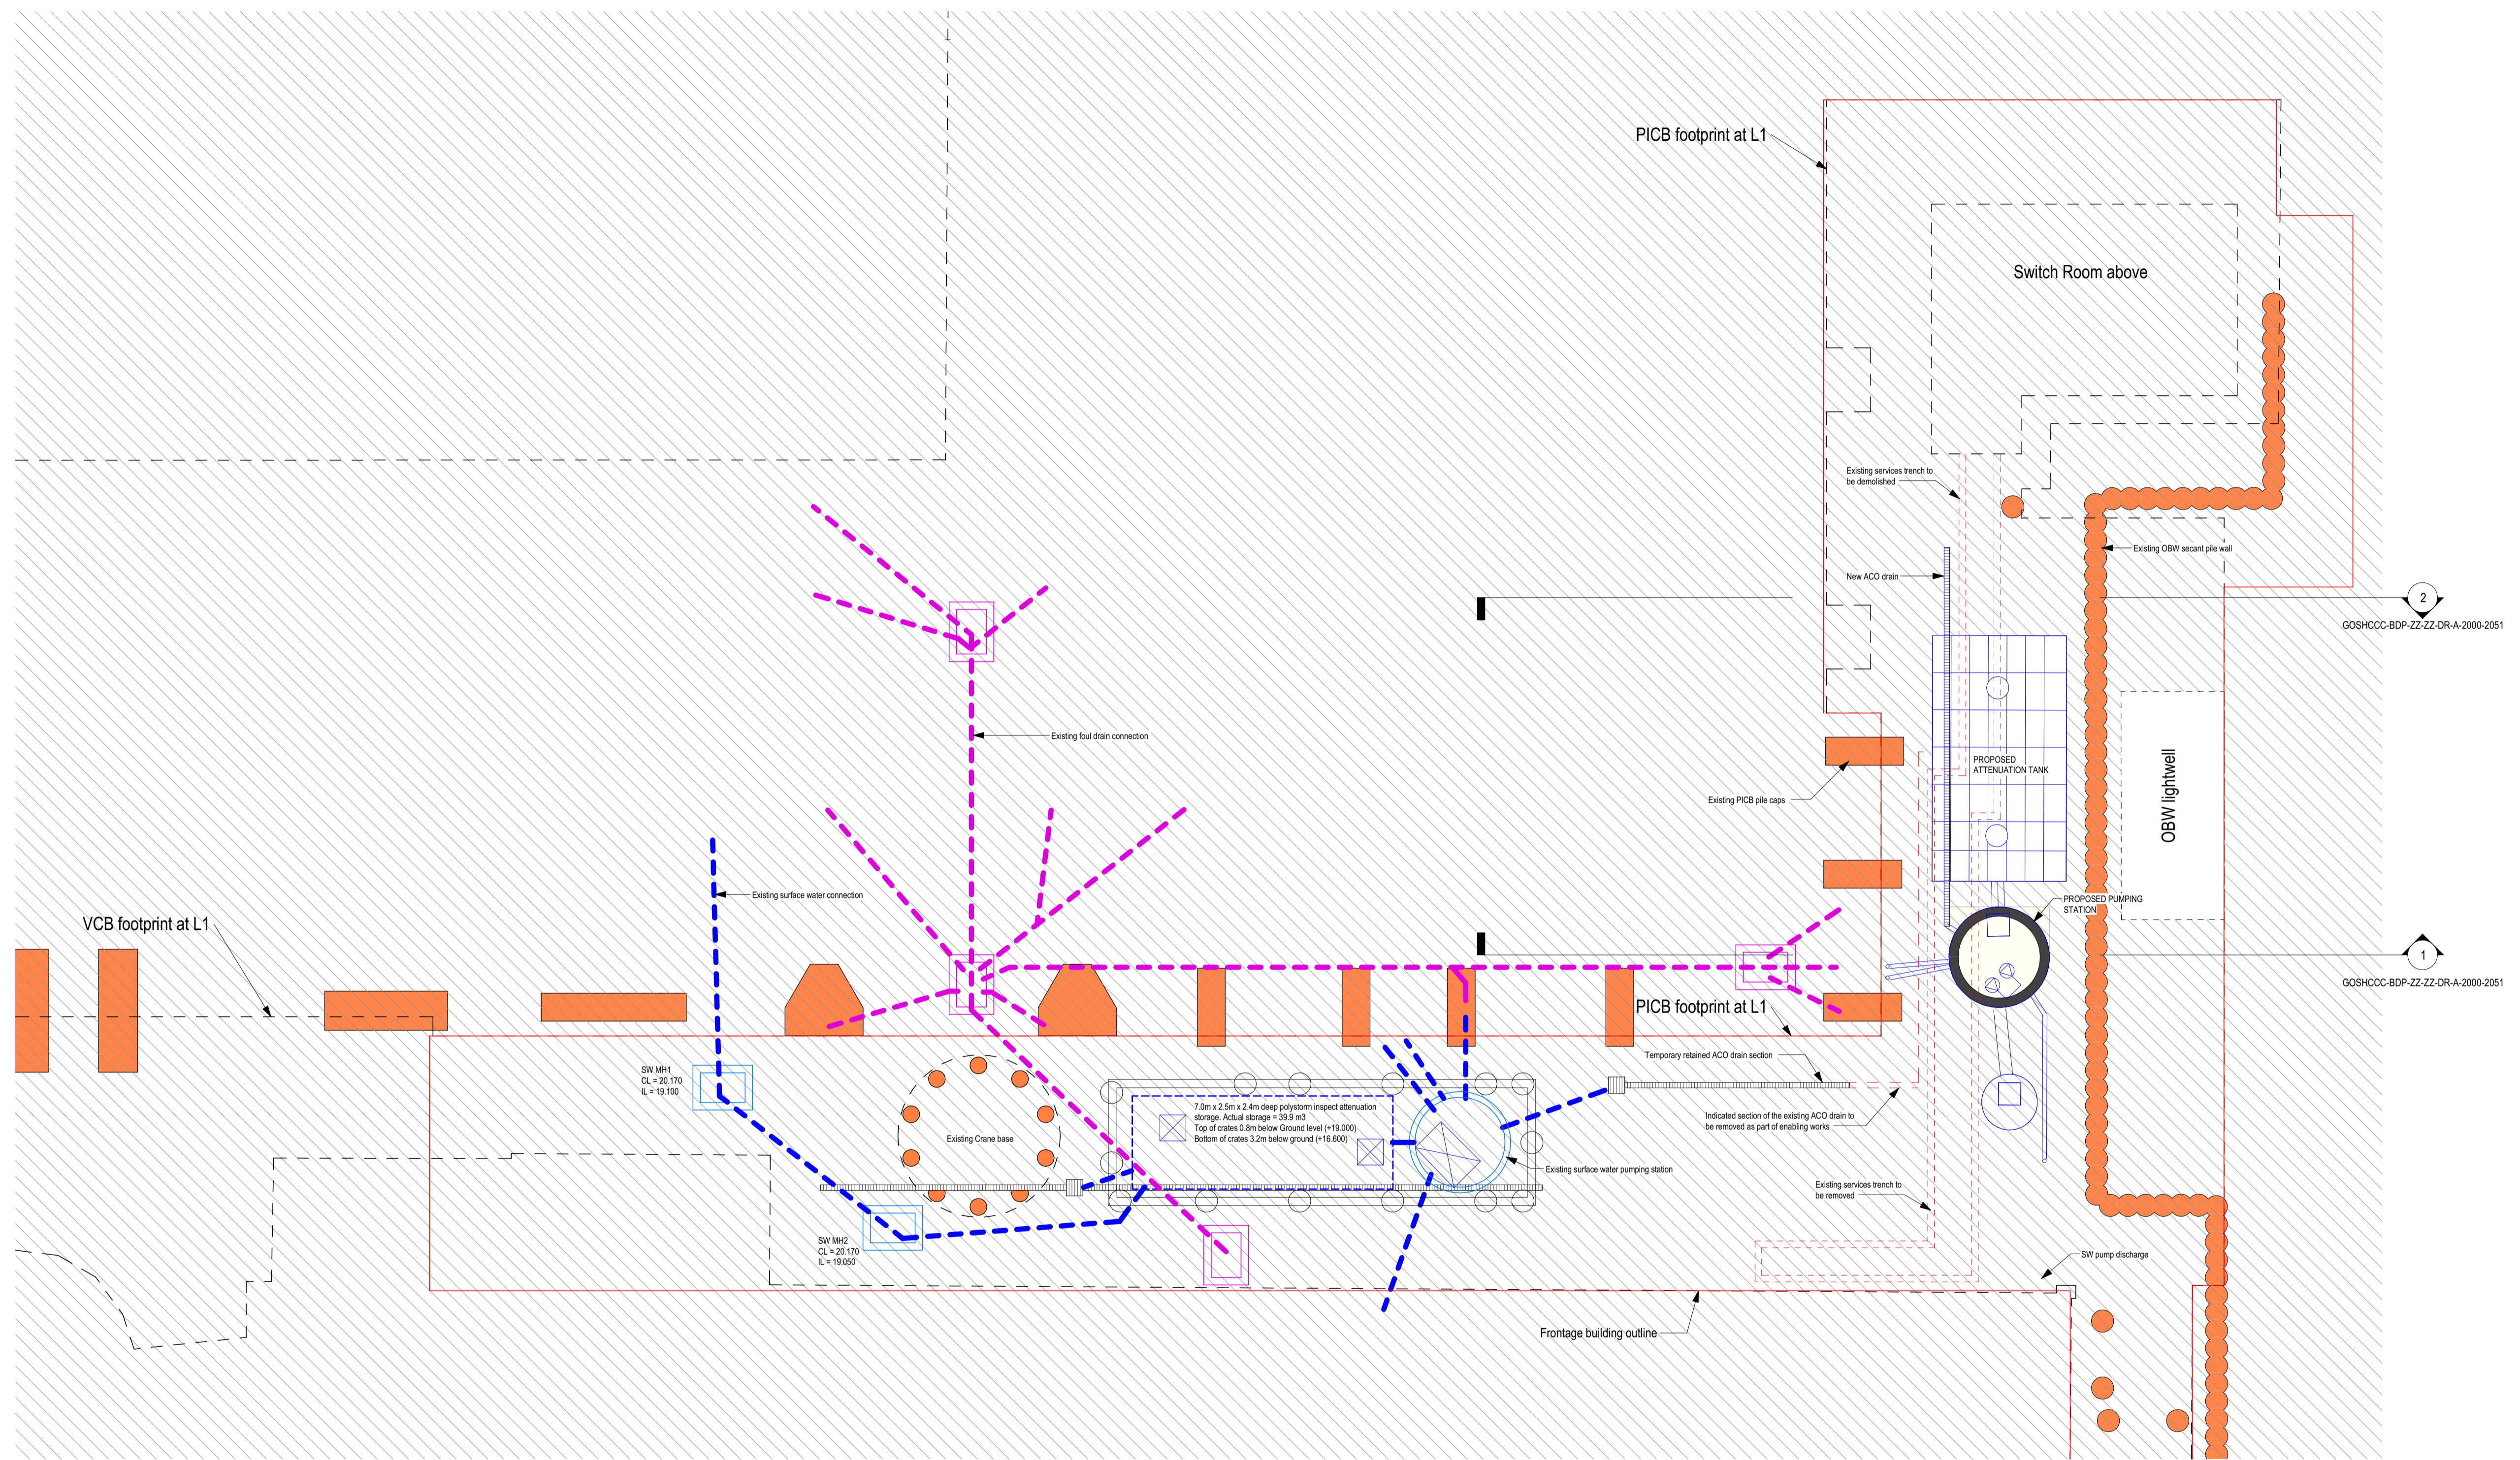 PICB footprint at L1
Switch Room above
Existing services trench to
be demolished
Existing OBW secant pile wall
New ACO drain
2
GOSHCCC-BDP-ZZ-ZZ-DR-A-2000-2051
Existing foul drain connection
PROPOSED
ATTENUATION TANK
OBW lightwell
Existing PICB pile caps
Existing surface water connection
PROPOSED PUMPING
STATION
VCB footprint at L1
1
GOSHCCC-BDP-ZZ-ZZ-DR-A-2000-2051
PICB footprint at L1
Temporary retained ACO drain section
SW MH1
CL = 20.170
IL = 19.100
7.0m x 2.5m x 2.4m deep polystorm inspect attenuation
storage. Actual storage = 39.9 m3
Top of crates 0.8m below Ground level (+19.000)
Bottom of crates 3.2m below ground (+16.600)
Indicated section of the existing ACO drain to
be removed as part of enabling works
Existing Crane base
Existing surface water pumping station
Existing services trench to
be removed
SW MH2
CL = 20.170
IL = 19.050
SW pump discharge
Frontage building outline